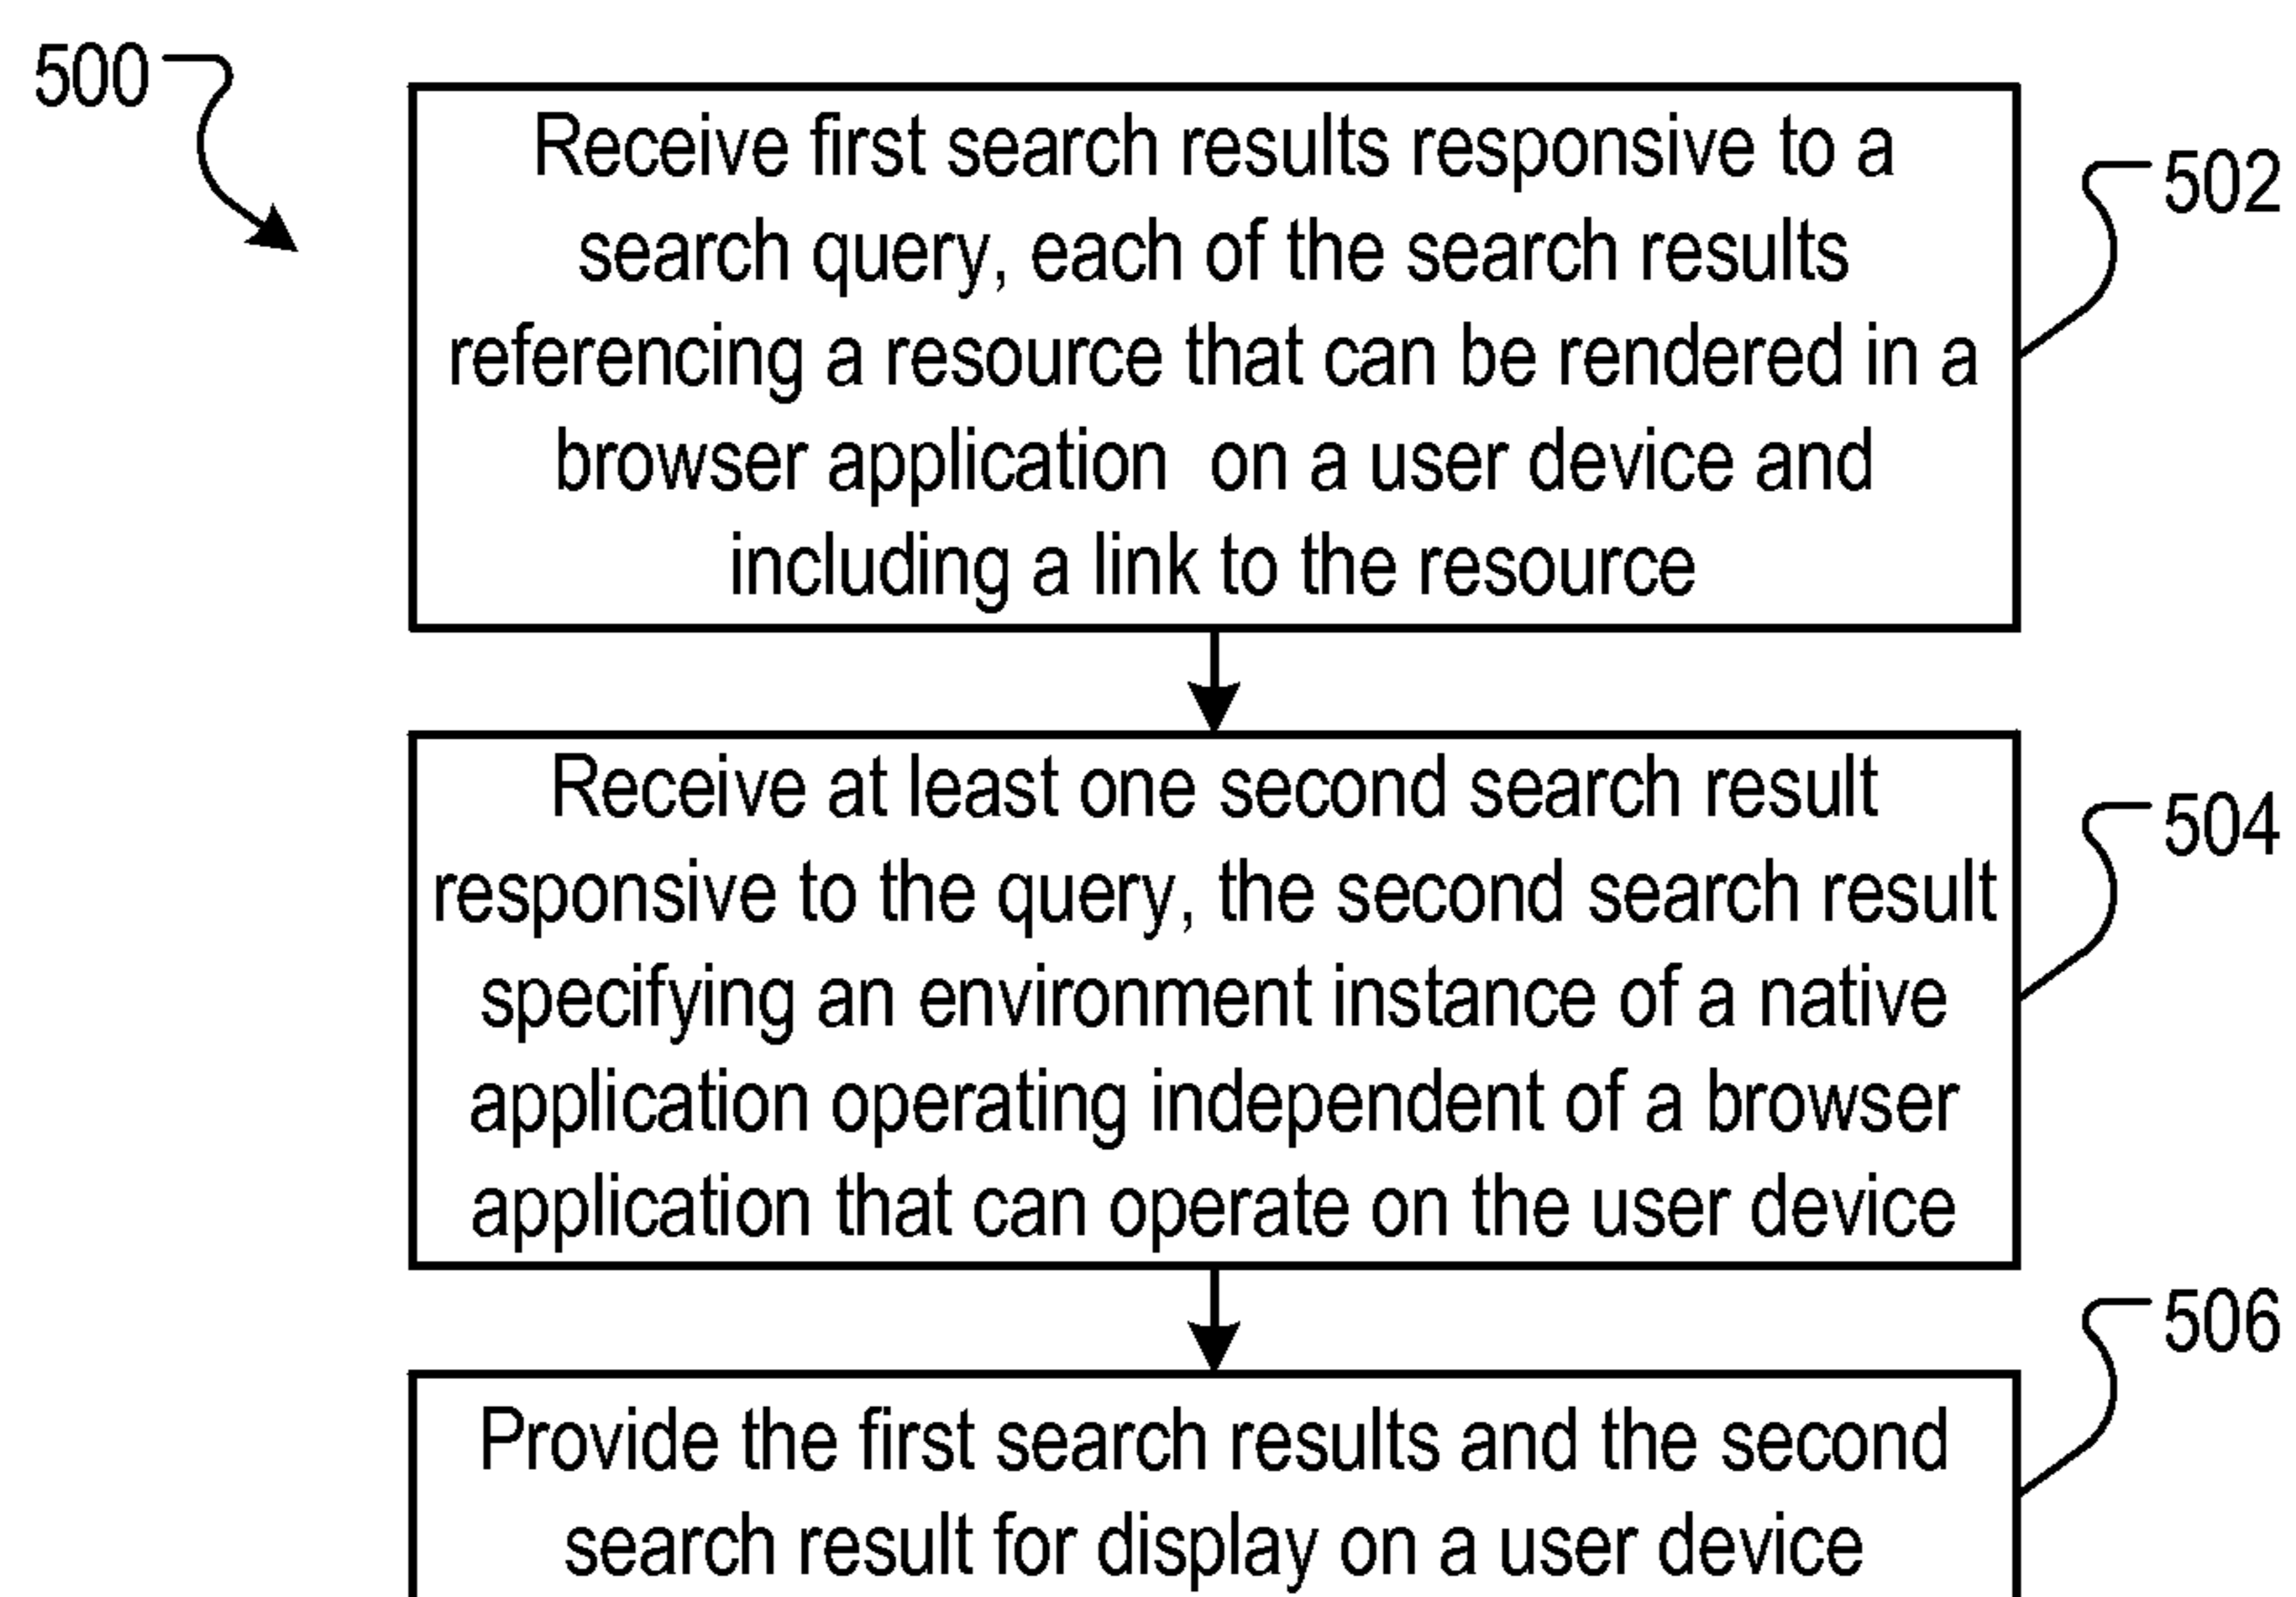 500
Receive first search results responsive to a
search query, each of the search results
referencing a resource that can be rendered in a
browser application  on a user device and
including a link to the resource
502
Receive at least one second search result
responsive to the query, the second search result
specifying an environment instance of a native
application operating independent of a browser
application that can operate on the user device
504
Provide the first search results and the second
search result for display on a user device
506